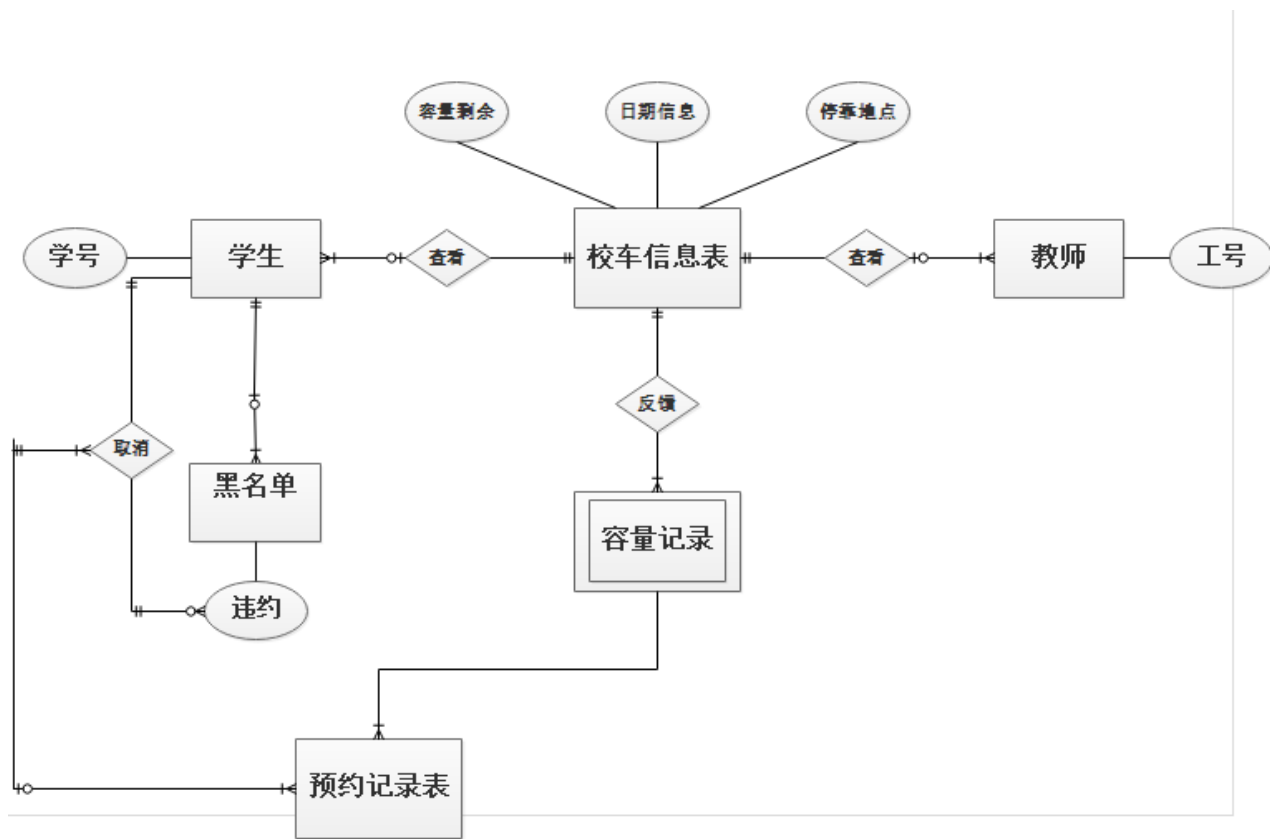 容量剩余
日期信息
停靠地点
学号
学生
查看
校车信息表
查看
教师
工号
反馈
取消
黑名单
容量记录
违约
预约记录表